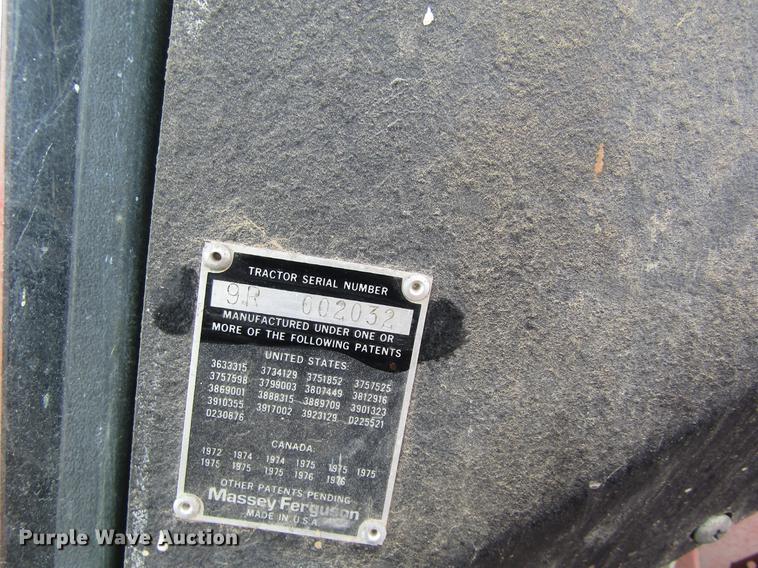 TRACTOR SERIAL NUMBER
9R 002032
MANUFACTURED UNDER ONE OR
MORE OF THE FOLLOWING PATENTS
UNITED STATES:
3633315 3734129 3751852 3757525
3757598 3798003 3807449 3812916
3869001 3888315 3889709 3901323
3910355 3917002 3923129 D225521
D230876
CANADA:
1972 1974 1974 1975 1975 1975
1975 1975 1975 1976 1976
OTHER PATENTS PENDING
Massey Ferguson
MADE IN U.S.A.
Purple Wave Auction